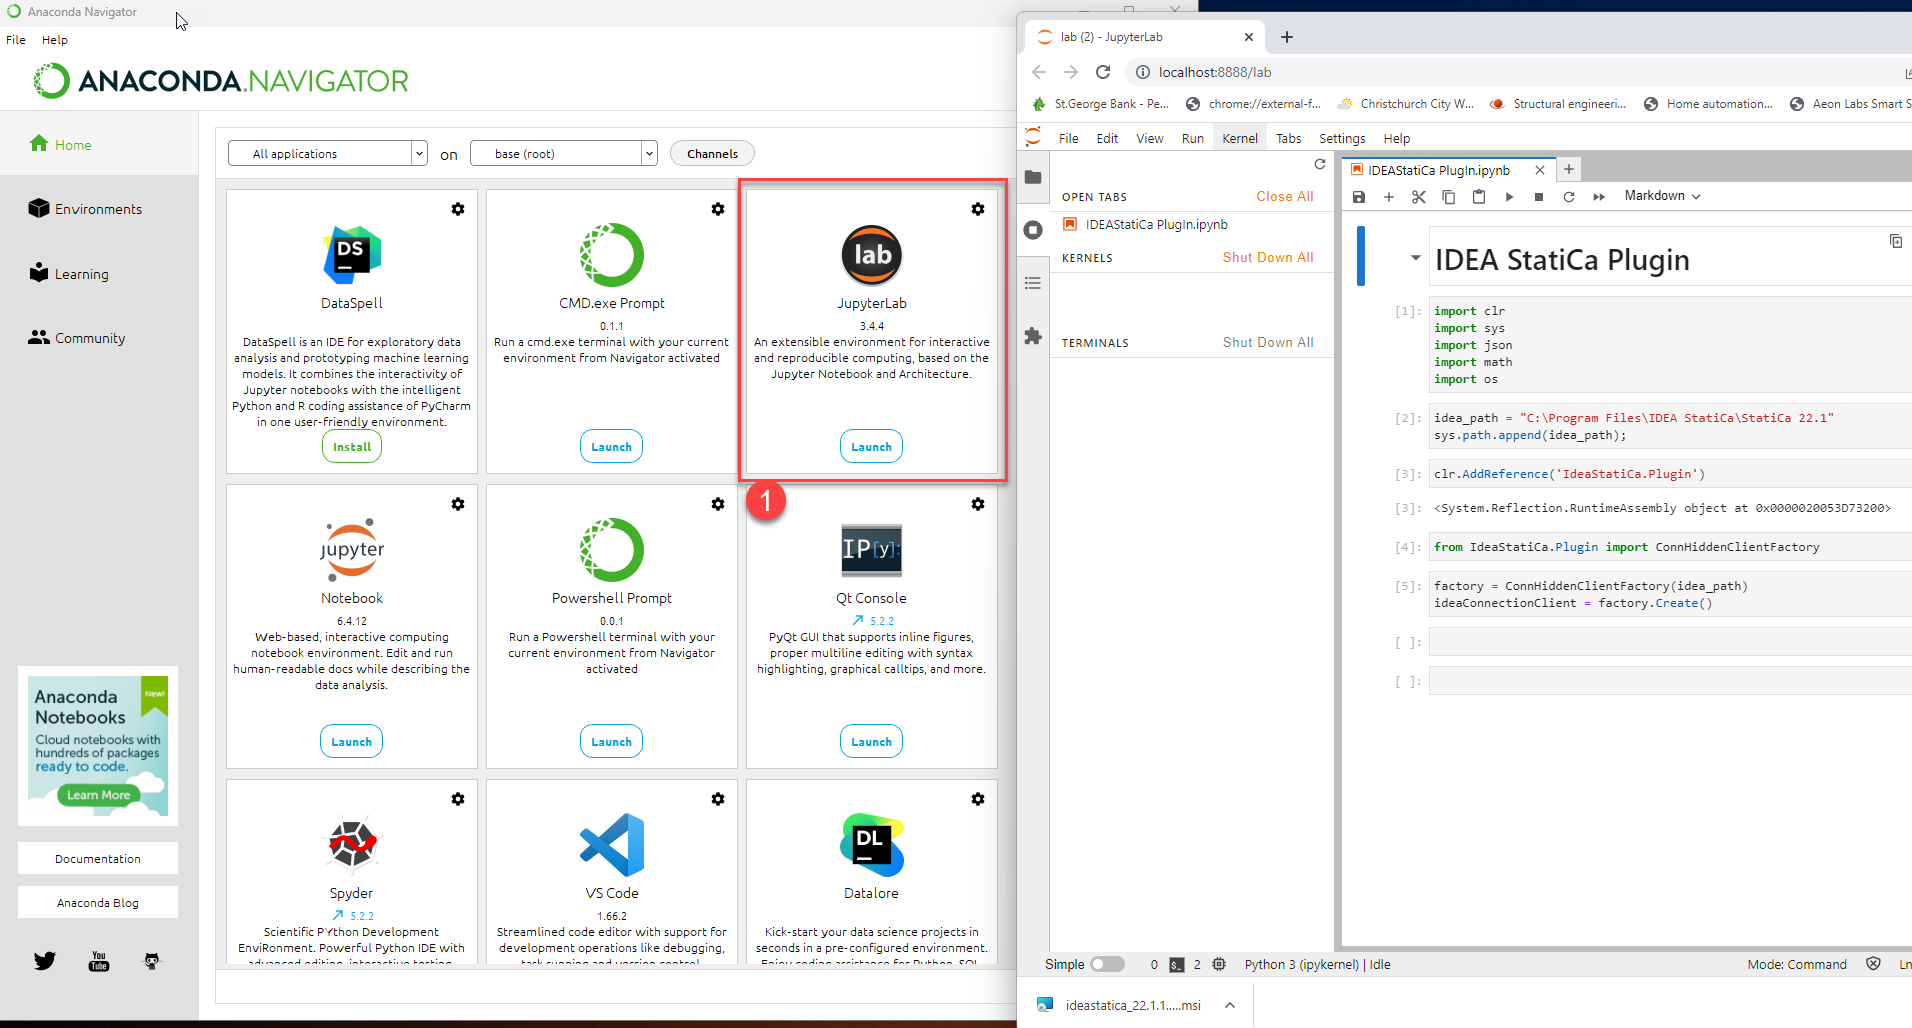 Anaconda Navigator
File Help
ANACONDA.NAVIGATOR
Home
Environments
Learning
Community
Anaconda
Notebooks
New!
Cloud notebooks with
hundreds of packages
ready to code.
Learn More
Documentation
Anaconda Blog
You
Tube
All applications on base (root) Channels
DS
DataSpell
DataSpell is an IDE for exploratory data
analysis and prototyping machine learning
models. It combines the interactivity of
Jupyter notebooks with the intelligent
Python and R coding assistance of PyCharm
in one user-friendly environment.
Install
CMD.exe Prompt
0.1.1
Run a cmd.exe terminal with your current
environment from Navigator activated
Launch
lab
JupyterLab
3.4.4
An extensible environment for interactive
and reproducible computing, based on the
Jupyter Notebook and Architecture.
Launch
1
jupyter
Notebook
6.4.12
Web-based, interactive computing
notebook environment. Edit and run
human-readable docs while describing the
data analysis.
Launch
Powershell Prompt
0.0.1
Run a Powershell terminal with your
current environment from Navigator
activated
Launch
IP[y]:
Qt Console
5.2.2
PyQt GUI that supports inline figures,
proper multiline editing with syntax
highlighting, graphical calltips, and more.
Launch
Spyder
5.2.2
Scientific PYthon Development
EnviRonment. Powerful Python IDE with
advanced editing, interactive testing,
VS Code
1.66.2
Streamlined code editor with support for
development operations like debugging,
task running and version control.
DL
Datalore
Kick-start your data science projects in
seconds in a pre-configured environment.
Enjoy coding assistance for Python, SQL,
lab (2) - JupyterLab
localhost:8888/lab
St.George Bank - Pe... chrome://external-f... Christchurch City W... Structural engineeri... Home automation... Aeon Labs Smart S
File Edit View Run Kernel Tabs Settings Help
OPEN TABS Close All
IDEAStatiCa PlugIn.ipynb
KERNELS Shut Down All
TERMINALS Shut Down All
IDEAStatiCa PlugIn.ipynb
Markdown
IDEA StatiCa Plugin
[1]: import clr
import sys
import json
import math
import os
[2]: idea_path = "C:\Program Files\IDEA StatiCa\StatiCa 22.1"
sys.path.append(idea_path);
[3]: clr.AddReference('IdeaStatiCa.Plugin')
[3]: <System.Reflection.RuntimeAssembly object at 0x0000020053D73200>
[4]: from IdeaStatiCa.Plugin import ConnHiddenClientFactory
[5]: factory = ConnHiddenClientFactory(idea_path)
ideaConnectionClient = factory.Create()
[ ]:
[ ]:
Simple 0 $_ 2 Python 3 (ipykernel) | Idle Mode: Command Ln
ideastatica_22.1.1.....msi